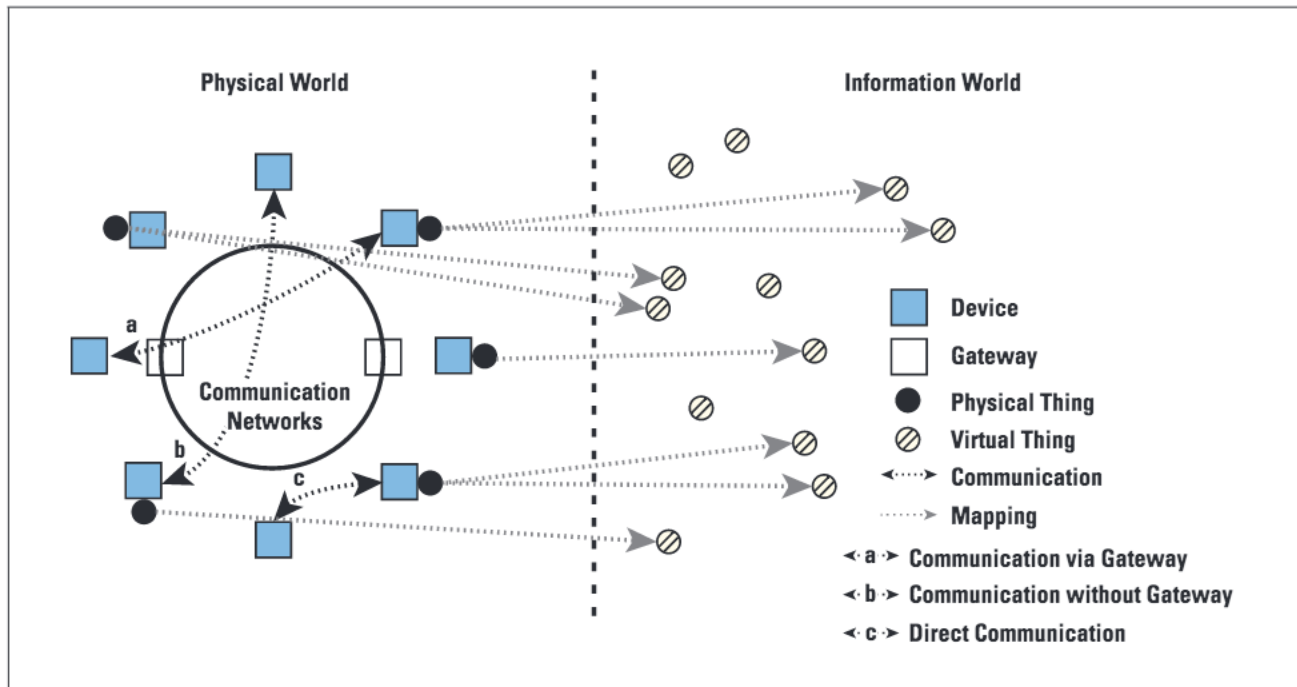 Physical World
Information World
a
Communication
Networks
b
c
Device
Gateway
Physical Thing
Virtual Thing
Communication
Mapping
a Communication via Gateway
b Communication without Gateway
c Direct Communication